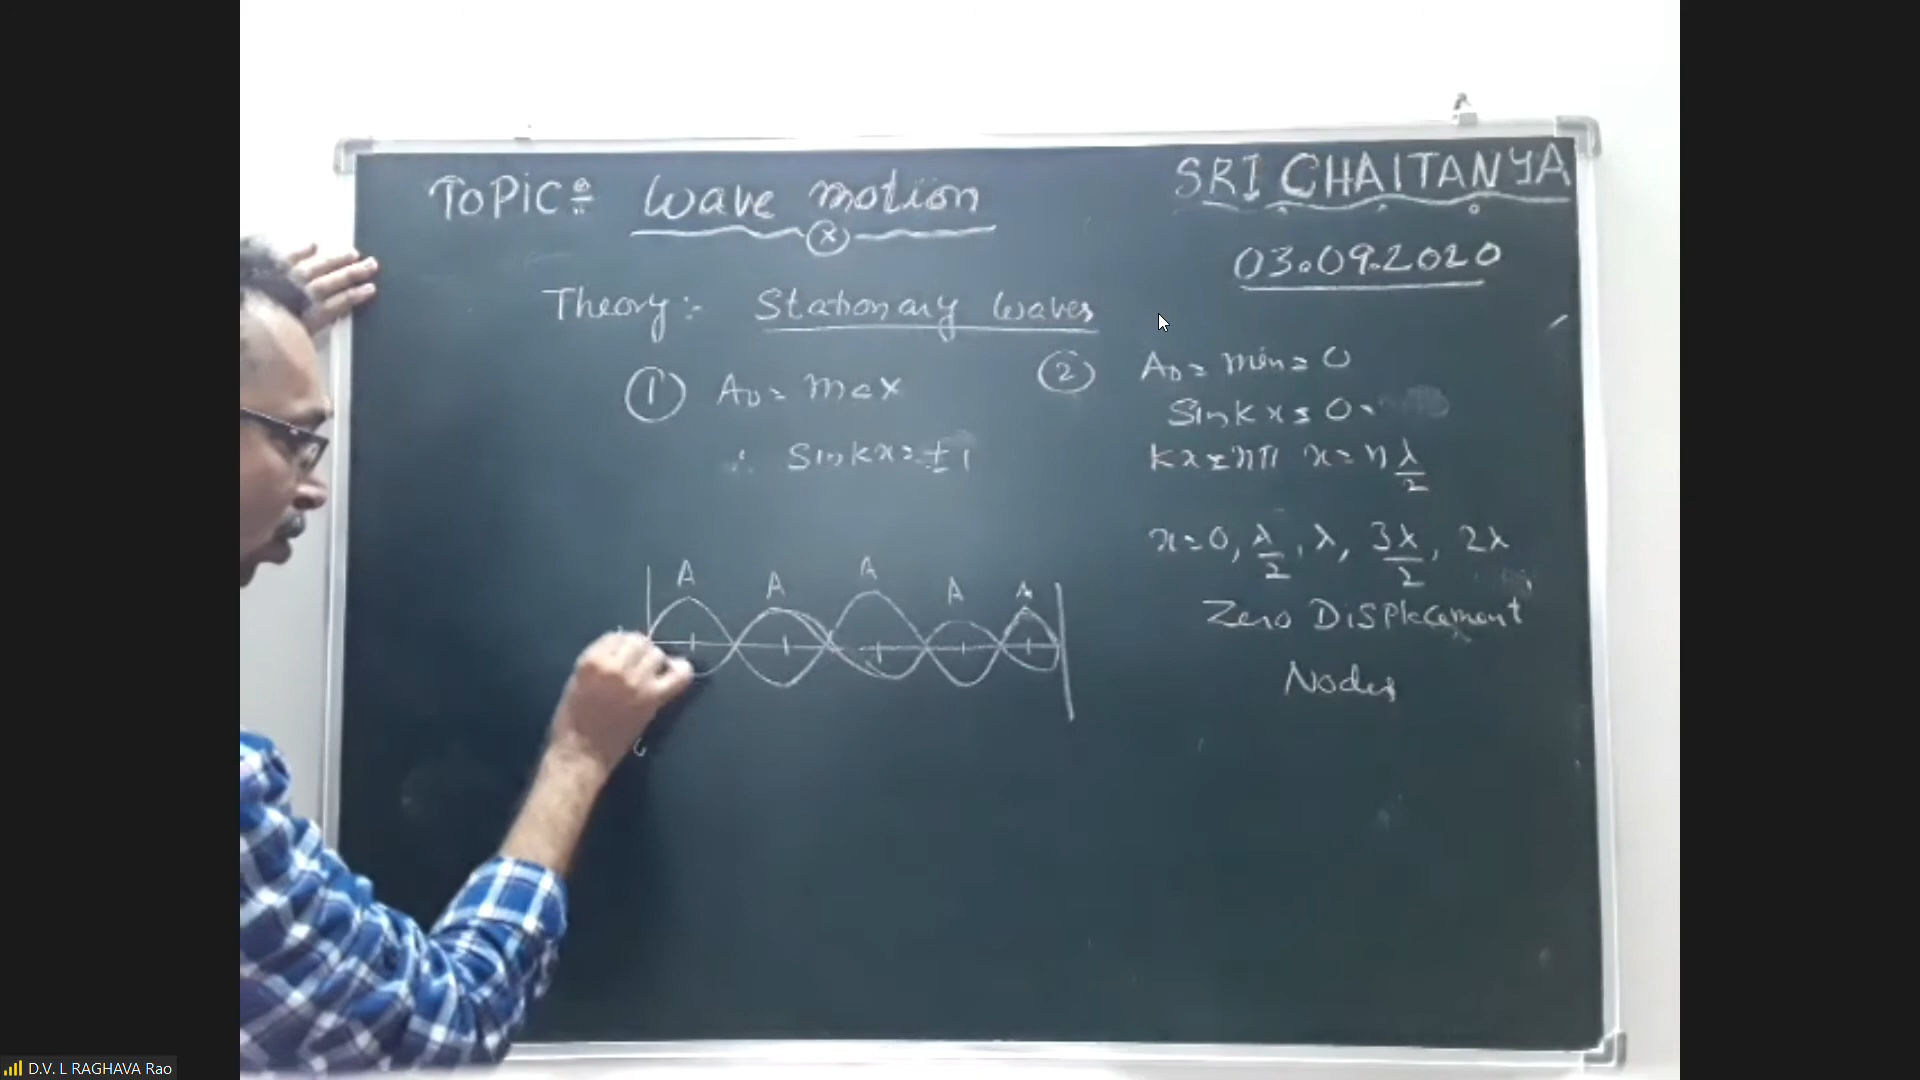 ToPiC:- Wave motion
(x)
SRI CHAITANYA
03.09.2020
Theory:- Stationary Waves
① A₀ = max
∴ Sin kx = ±1
② A₀ = min = 0
Sin kx = 0
kx = nπ x = n λ/2
x = 0, λ/2, λ, 3λ/2, 2λ
Zero Displacement
Nodes
A A A A A
D.V. L RAGHAVA Rao